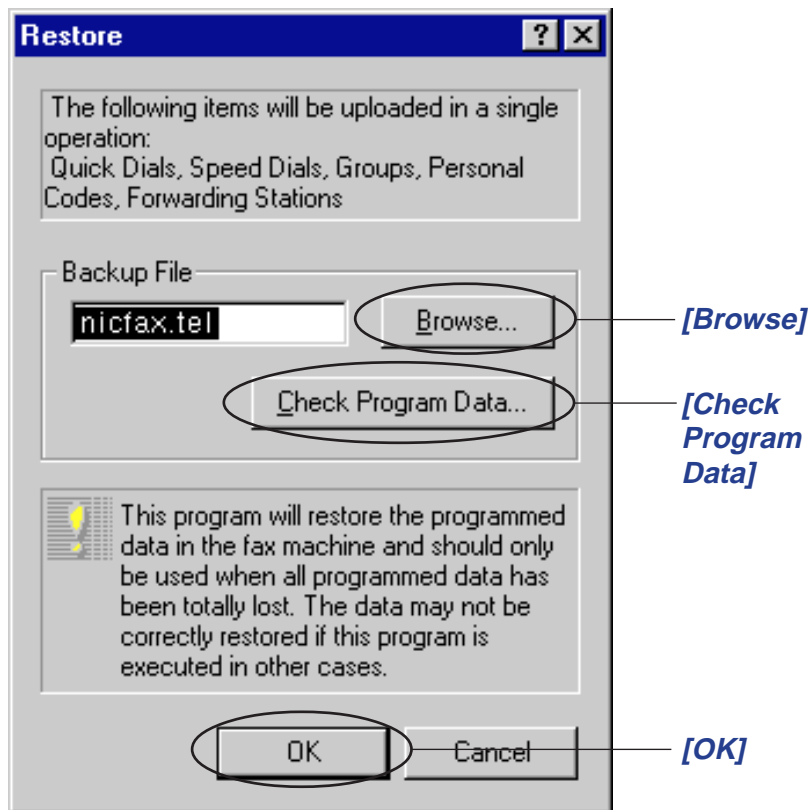 Restore
The following items will be uploaded in a single
operation:
Quick Dials, Speed Dials, Groups, Personal
Codes, Forwarding Stations
Backup File
nicfax.tel
Browse...
[Browse]
Check Program Data...
[Check
Program
Data]
This program will restore the programmed
data in the fax machine and should only
be used when all programmed data has
been totally lost. The data may not be
correctly restored if this program is
executed in other cases.
OK
Cancel
[OK]